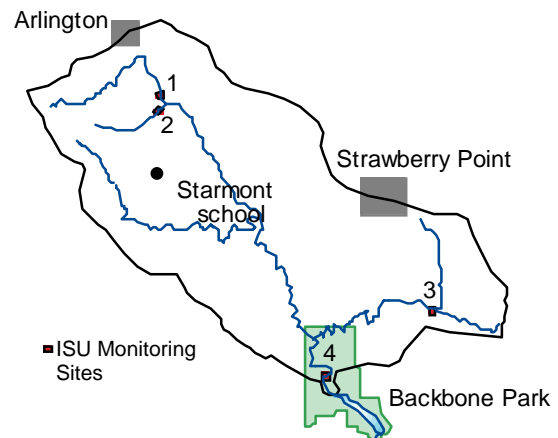 Arlington
1
2
Strawberry Point
Starmont
school
3
4
ISU Monitoring
Sites
Backbone Park